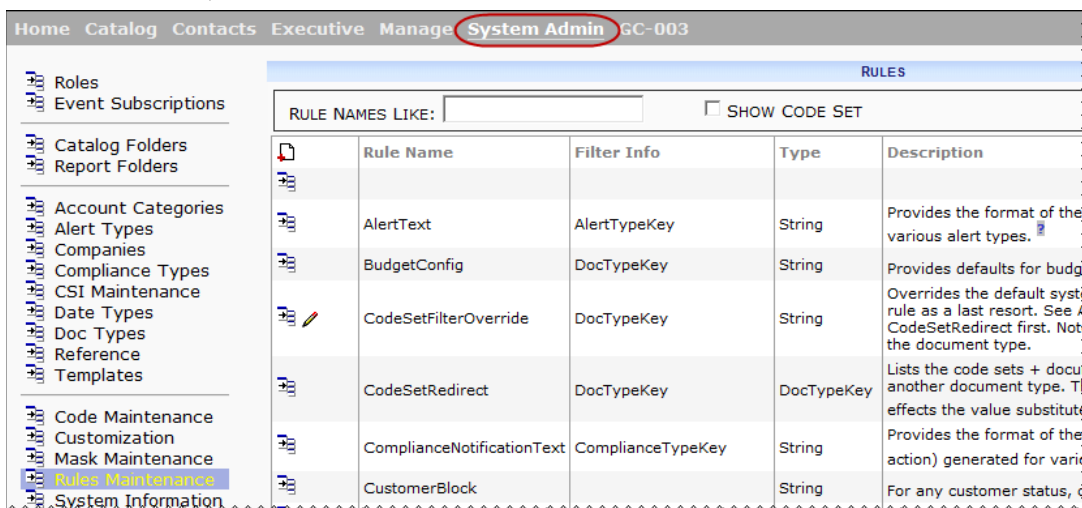 Home Catalog Contacts Executive Manage System Admin GC-003
Roles
Event Subscriptions
Catalog Folders
Report Folders
Account Categories
Alert Types
Companies
Compliance Types
CSI Maintenance
Date Types
Doc Types
Reference
Templates
Code Maintenance
Customization
Mask Maintenance
Rules Maintenance
System Information
RULES
RULE NAMES LIKE: SHOW CODE SET
Rule Name Filter Info Type Description
AlertText AlertTypeKey String Provides the format of the
various alert types. ?
BudgetConfig DocTypeKey String Provides defaults for budg
CodeSetFilterOverride DocTypeKey String Overrides the default syst
rule as a last resort. See A
CodeSetRedirect first. Not
the document type.
CodeSetRedirect DocTypeKey DocTypeKey Lists the code sets + docu
another document type. T
effects the value substitut
ComplianceNotificationText ComplianceTypeKey String Provides the format of the
action) generated for vari
CustomerBlock String For any customer status,